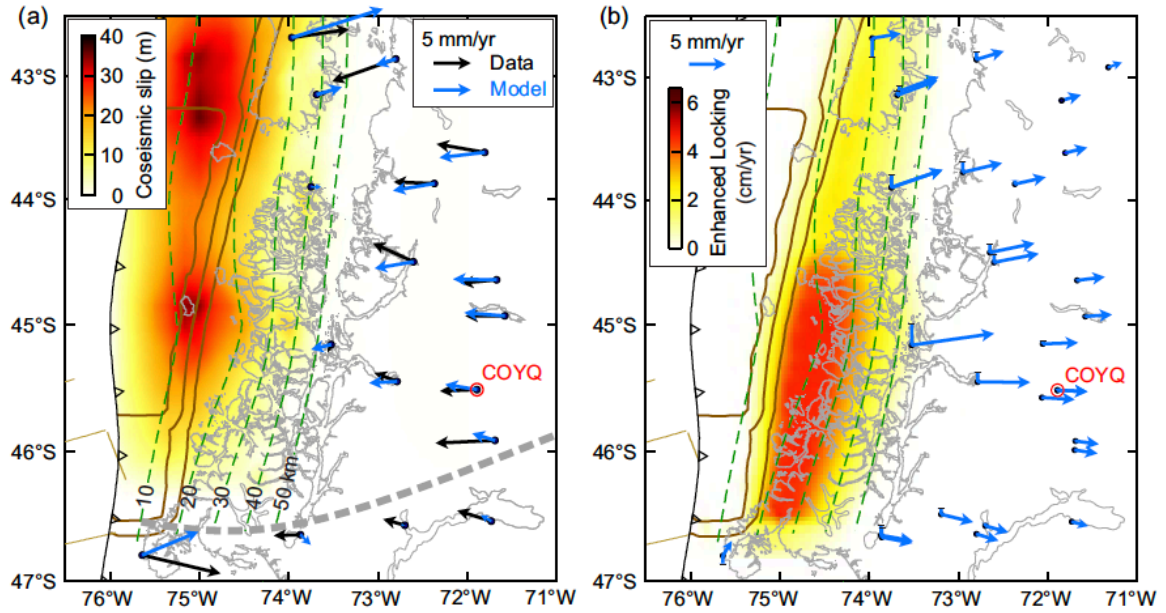 (a)
Coseismic slip (m)
40
30
20
10
0
5 mm/yr
Data
Model
COYQ
10
20
30
40
50 km
43°S
44°S
45°S
46°S
47°S
76°W
75°W
74°W
73°W
72°W
71°W
(b)
5 mm/yr
Enhanced Locking
(cm/yr)
6
4
2
0
COYQ
43°S
44°S
45°S
46°S
47°S
76°W
75°W
74°W
73°W
72°W
71°W